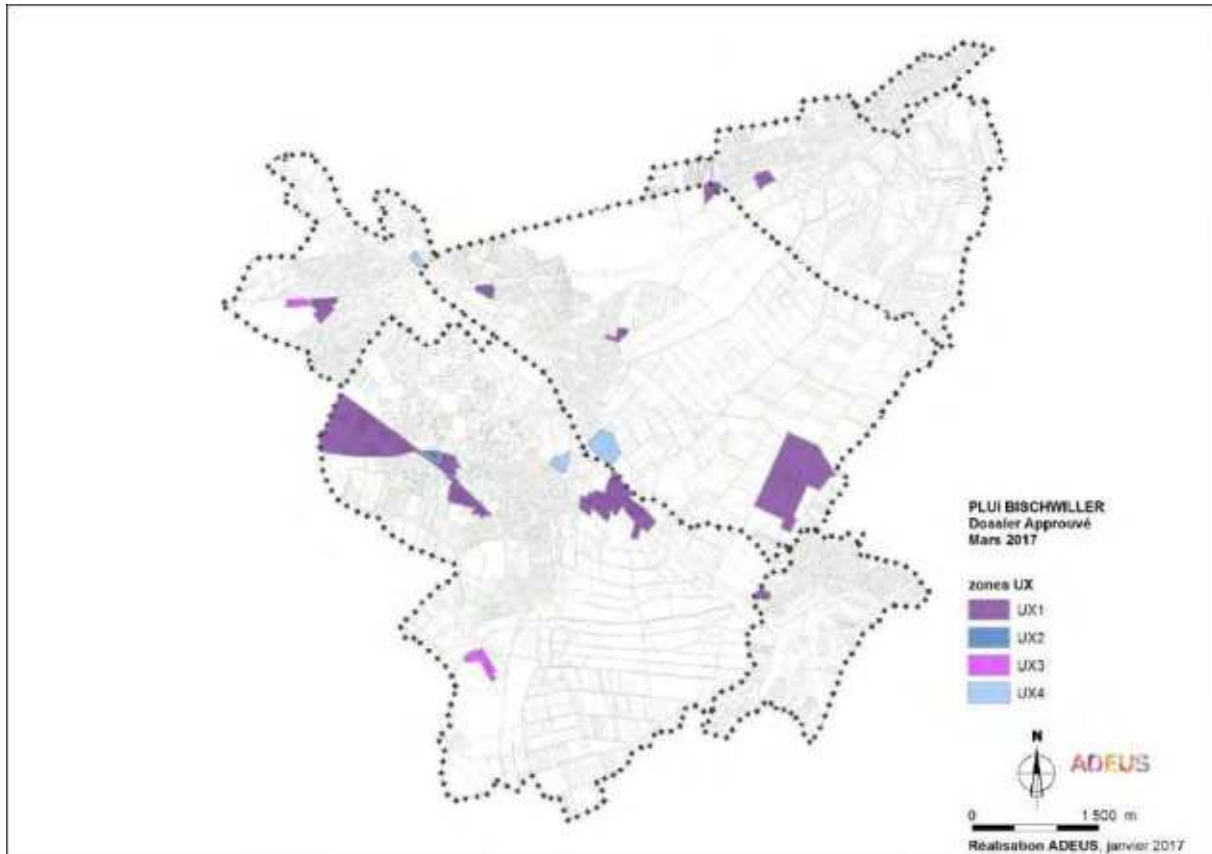 PLUi BISCHWILLER
Dossier Approuvé
Mars 2017
zones UX
UX1
UX2
UX3
UX4
N
ADEUS
0 1 500 m
Réalisation ADEUS, janvier 2017